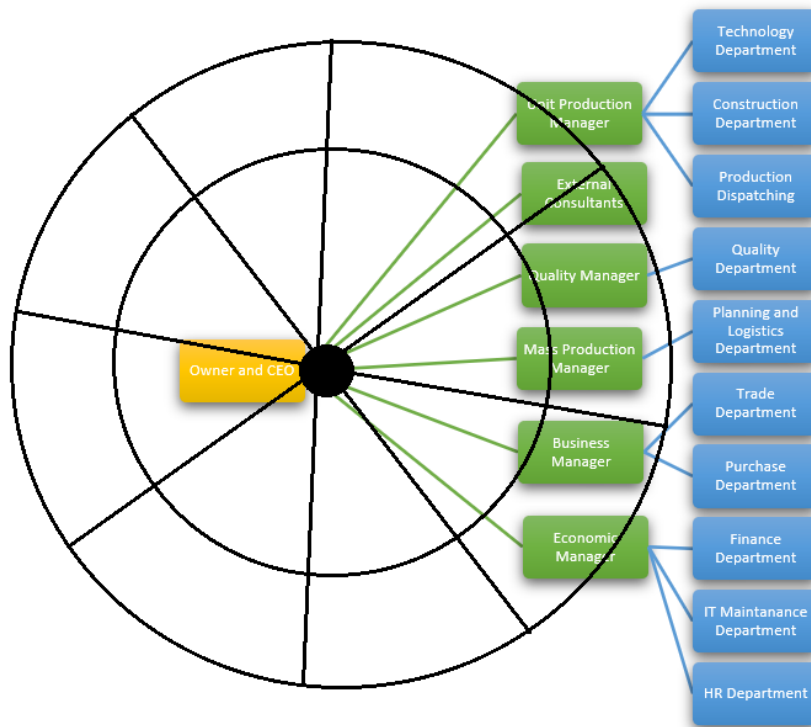 Technology
Department
Unit Production
Manager
Construction
Department
External
Consultants
Production
Dispatching
Quality Manager
Quality
Department
Owner and CEO
Mass Production
Manager
Planning and
Logistics
Department
Business
Manager
Trade
Department
Purchase
Department
Economic
Manager
Finance
Department
IT Maintanance
Department
HR Department